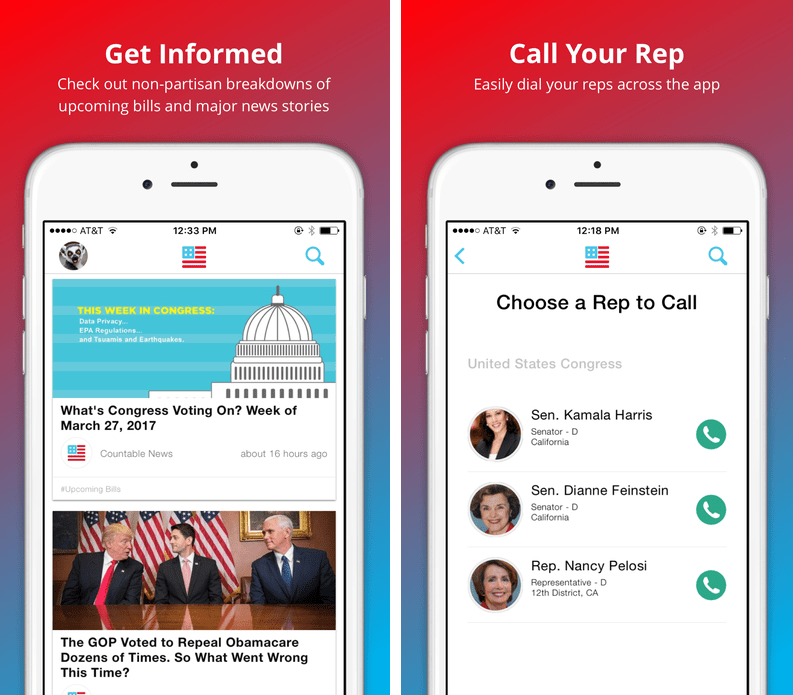 Get Informed
Check out non-partisan breakdowns of
upcoming bills and major news stories
AT&T
12:33 PM
THIS WEEK IN CONGRESS:
Data Privacy...
EPA Regulations...
and Tsuamis and Earthquakes.
What's Congress Voting On? Week of
March 27, 2017
Countable News
about 16 hours ago
#Upcoming Bills
The GOP Voted to Repeal Obamacare
Dozens of Times. So What Went Wrong
This Time?
Call Your Rep
Easily dial your reps across the app
AT&T
12:18 PM
Choose a Rep to Call
United States Congress
Sen. Kamala Harris
Senator - D
California
Sen. Dianne Feinstein
Senator - D
California
Rep. Nancy Pelosi
Representative - D
12th District, CA